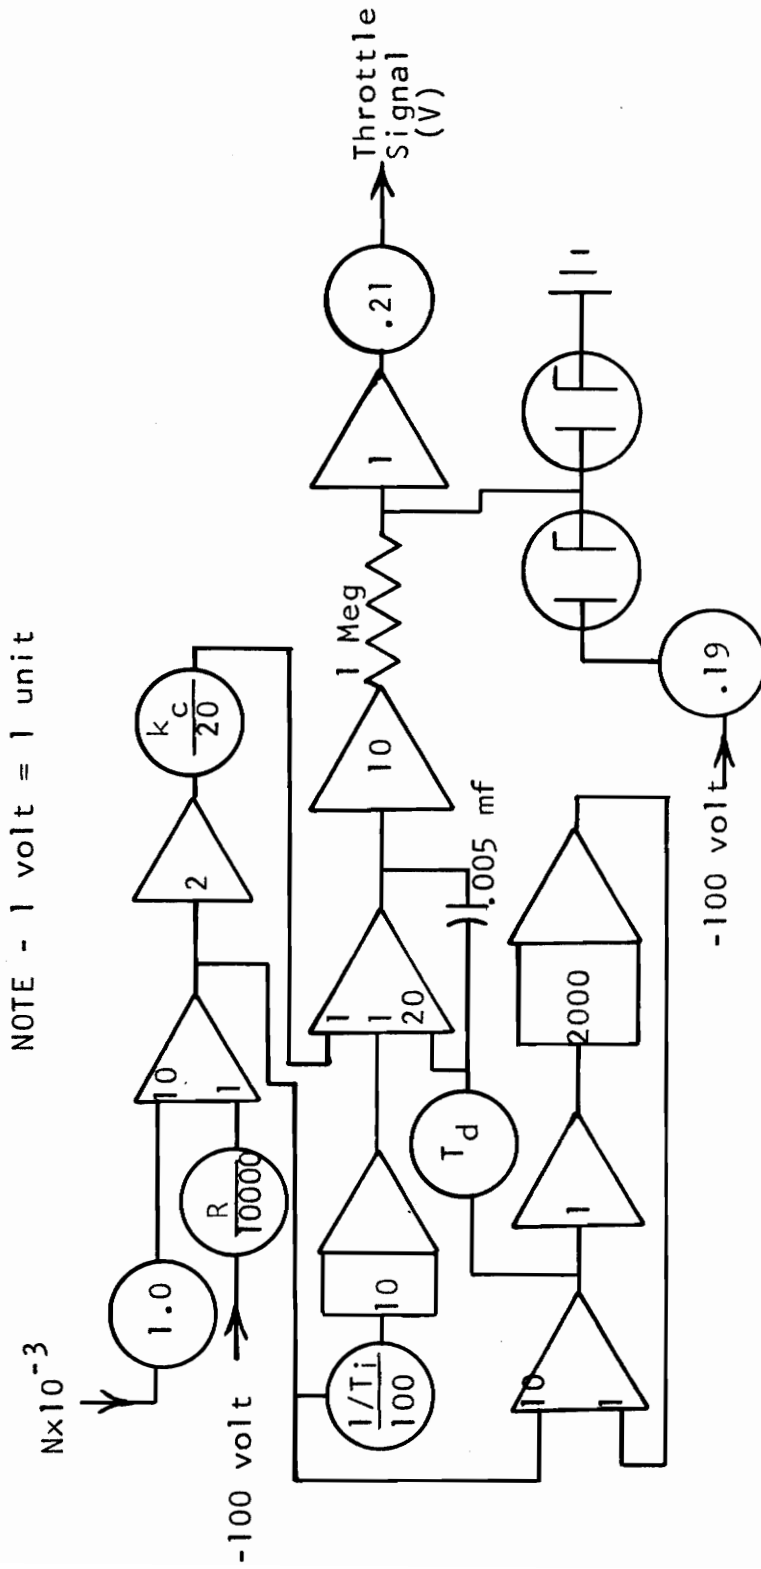 NOTE - 1 volt = 1 unit
Nx10⁻³
1.0
-100 volt
R
10000
10
1
2
k c
20
1/Ti
100
10
1
1
20
10
1 Meg
1
.21
Throttle
Signal
(V)
Td
.005 mf
10
1
1
2000
-100 volt
.19